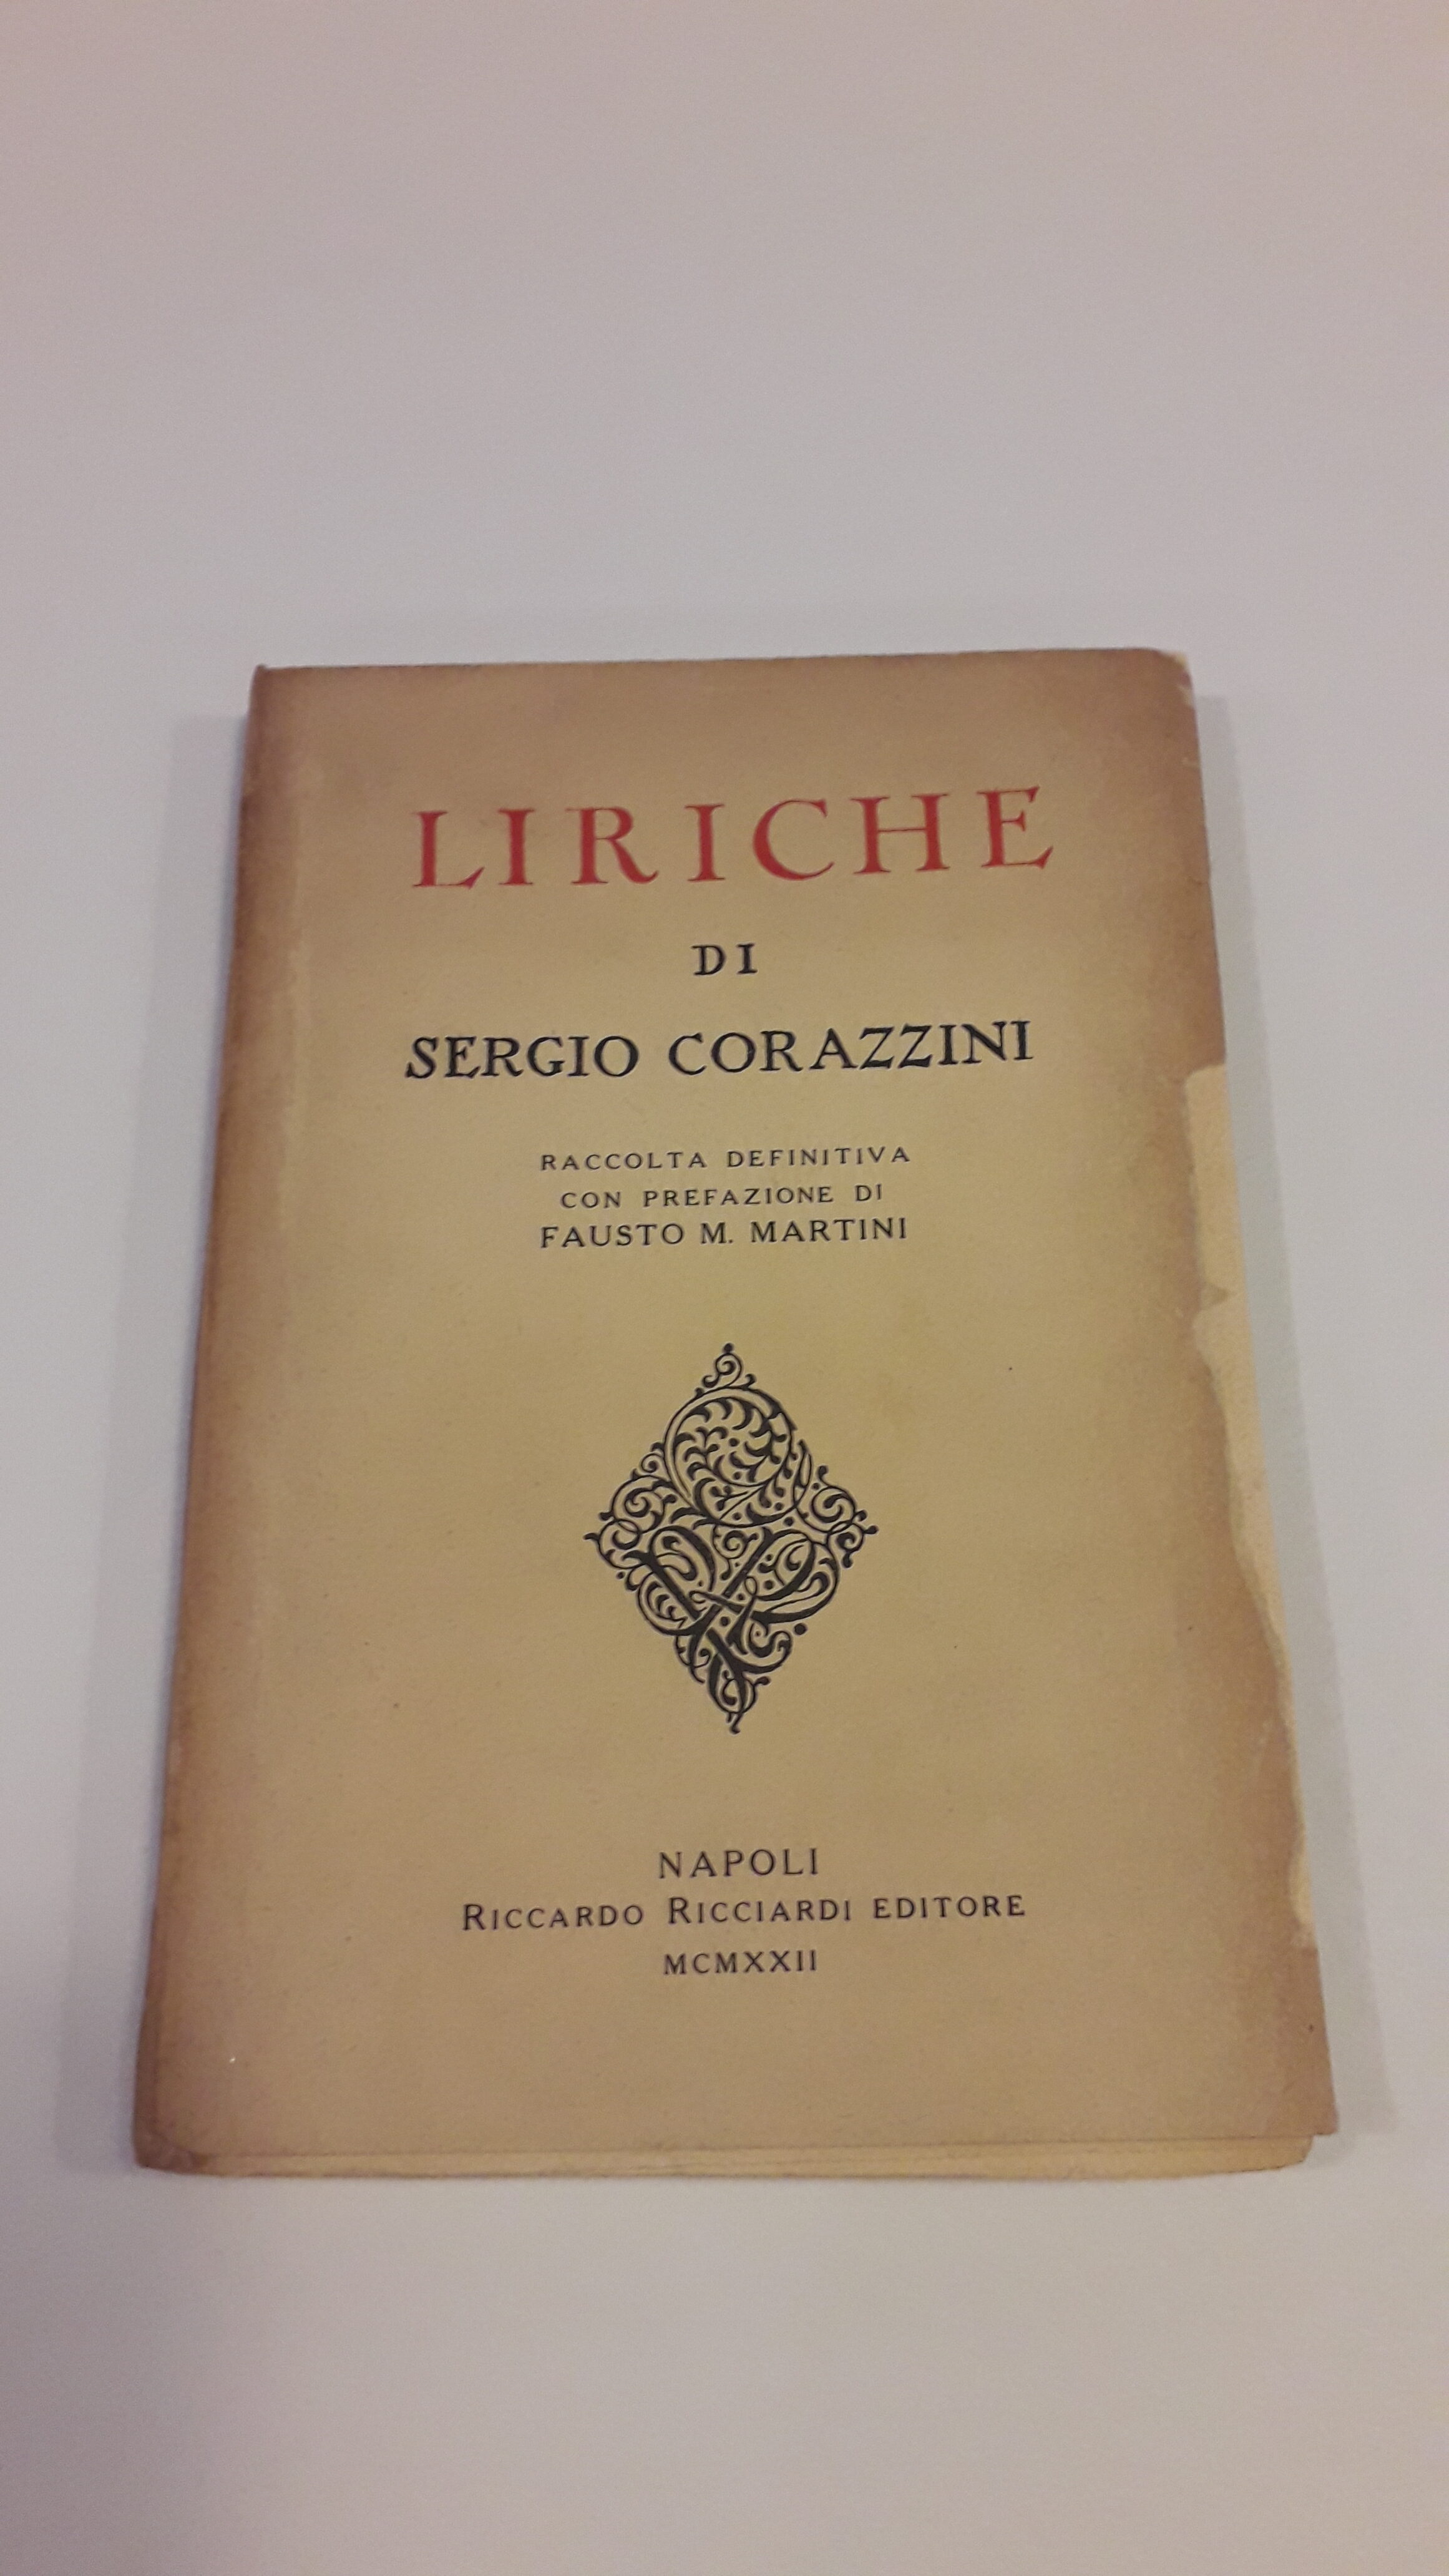 LIRICHE
DI
SERGIO CORAZZINI
RACCOLTA DEFINITIVA
CON PREFAZIONE DI
FAUSTO M. MARTINI
NAPOLI
RICCARDO RICCIARDI EDITORE
MCMXXII